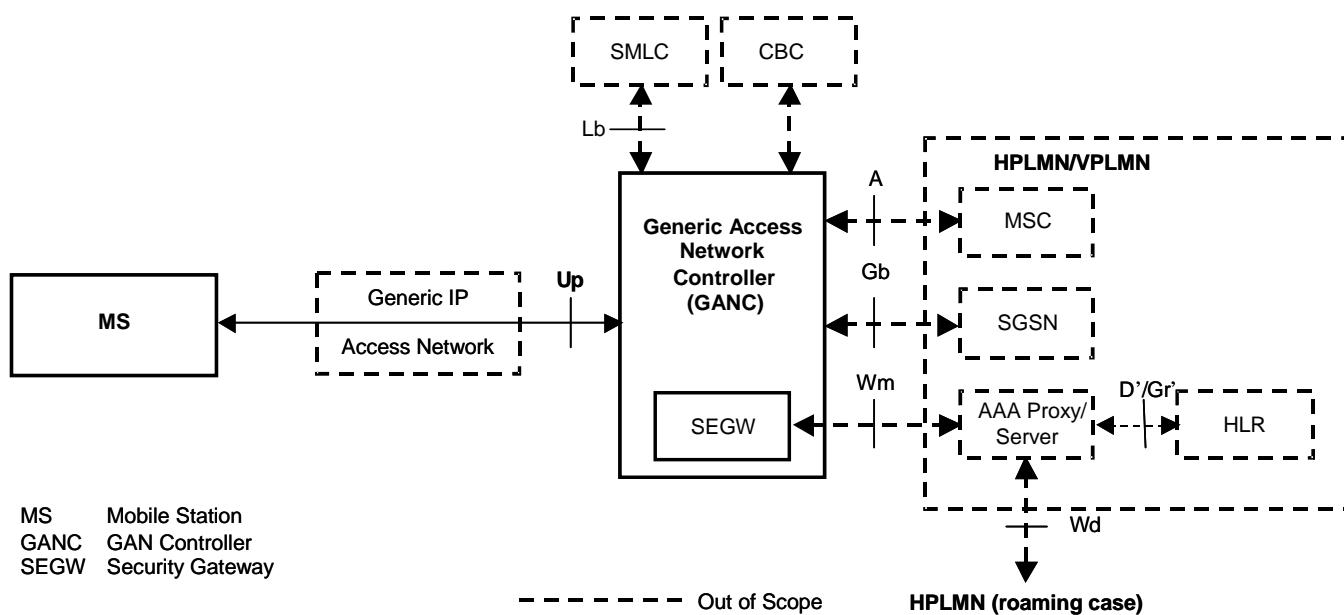 SMLC
CBC
Lb
HPLMN/VPLMN
A
MSC
Generic Access
Network
Controller
(GANC)
Gb
Up
Generic IP
MS
SGSN
Access Network
Wm
D'/Gr'
SEGW
AAA Proxy/
Server
HLR
MS Mobile Station
GANC GAN Controller
SEGW Security Gateway
Wd
Out of Scope
HPLMN (roaming case)